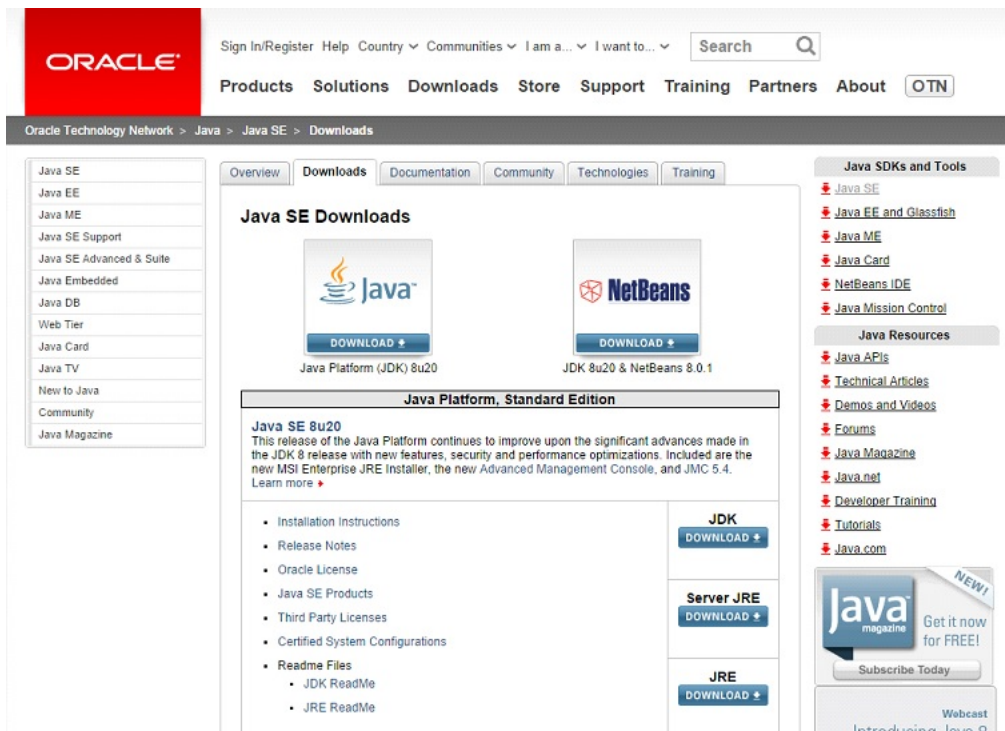 ORACLE
Sign In/Register Help Country Communities I am a... I want to... Search
Products Solutions Downloads Store Support Training Partners About OTN
Oracle Technology Network > Java > Java SE > Downloads
Java SE
Java EE
Java ME
Java SE Support
Java SE Advanced & Suite
Java Embedded
Java DB
Web Tier
Java Card
Java TV
New to Java
Community
Java Magazine
Overview Downloads Documentation Community Technologies Training
Java SE Downloads
Java
DOWNLOAD
Java Platform (JDK) 8u20
NetBeans
DOWNLOAD
JDK 8u20 & NetBeans 8.0.1
Java Platform, Standard Edition
Java SE 8u20
This release of the Java Platform continues to improve upon the significant advances made in
the JDK 8 release with new features, security and performance optimizations. Included are the
new MSI Enterprise JRE Installer, the new Advanced Management Console, and JMC 5.4.
Learn more
Installation Instructions
Release Notes
Oracle License
Java SE Products
Third Party Licenses
Certified System Configurations
Readme Files
JDK ReadMe
JRE ReadMe
JDK
DOWNLOAD
Server JRE
DOWNLOAD
JRE
DOWNLOAD
Java SDKs and Tools
Java SE
Java EE and Glassfish
Java ME
Java Card
NetBeans IDE
Java Mission Control
Java Resources
Java APIs
Technical Articles
Demos and Videos
Forums
Java Magazine
Java.net
Developer Training
Tutorials
Java.com
NEW!
Java
magazine
Get it now
for FREE!
Subscribe Today
Webcast
Introducing Java 8